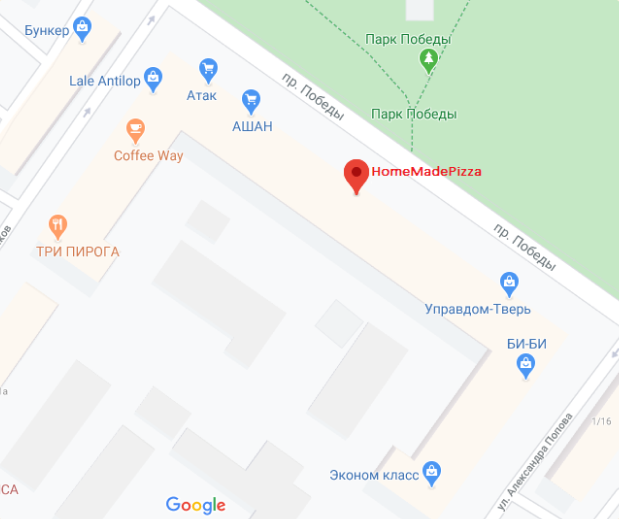 Парк Победы
Бункер
Lale Antilop
Атак
пр. Победы
АШАН
Парк Победы
Coffee Way
HomeMadePizza
ТРИ ПИРОГА
пр. Победы
Управдом-Тверь
БИ-БИ
1а
1/16
ул. Александра Попова
Эконом класс
Google